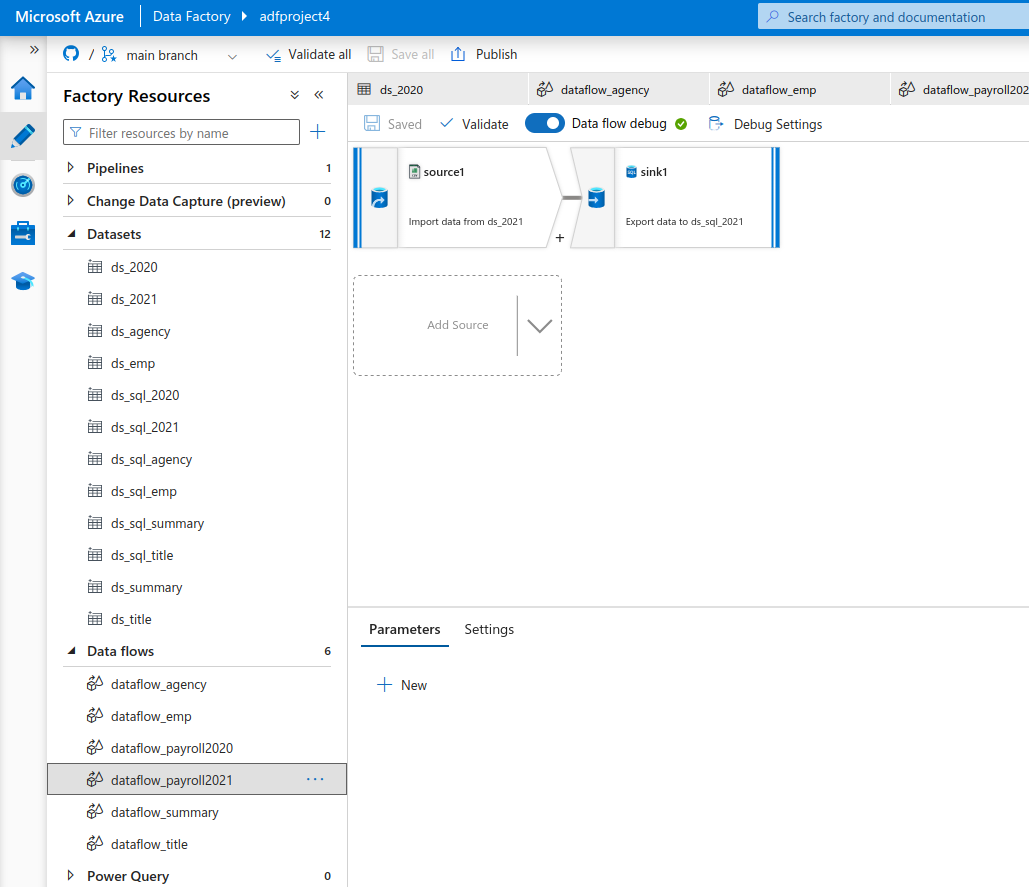 Microsoft Azure Data Factory adfproject4 Search factory and documentation
/ main branch Validate all Save all Publish
Factory Resources
ds_2020 dataflow_agency dataflow_emp dataflow_payroll202
Filter resources by name
Saved Validate Data flow debug Debug Settings
Pipelines 1
Change Data Capture (preview) 0
Datasets 12
ds_2020
ds_2021
ds_agency
ds_emp
ds_sql_2020
ds_sql_2021
ds_sql_agency
ds_sql_emp
ds_sql_summary
ds_sql_title
ds_summary
ds_title
Data flows 6
dataflow_agency
dataflow_emp
dataflow_payroll2020
dataflow_payroll2021 ...
dataflow_summary
dataflow_title
Power Query 0
source1
Import data from ds_2021
+
SQL sink1
Export data to ds_sql_2021
Add Source
Parameters Settings
New